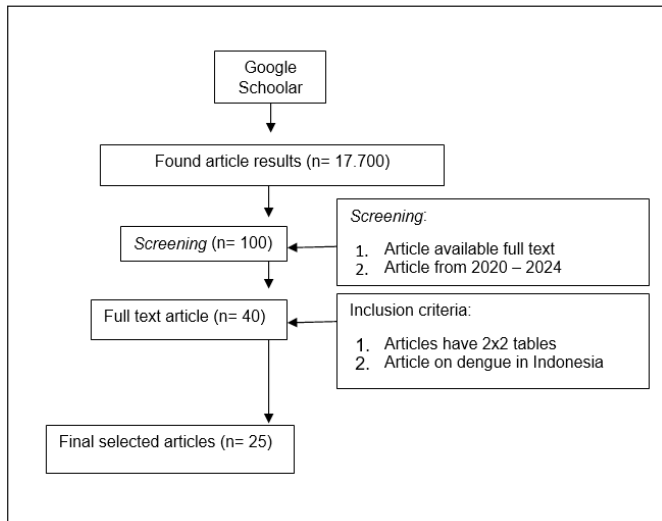 Google
Schoolar
Found article results (n= 17.700)
Screening (n= 100)
Screening:
1. Article available full text
2. Article from 2020 – 2024
Full text article (n= 40)
Inclusion criteria:
1. Articles have 2x2 tables
2. Article on dengue in Indonesia
Final selected articles (n= 25)